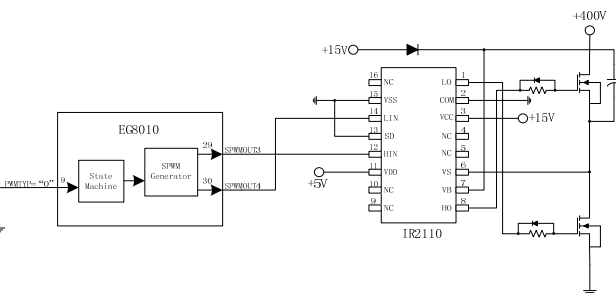 +400V
+15V
16 NC
15 VSS
14 LIN
13 SD
12 HIN
11 VDD
10 NC
9 NC
LO 1
COM 2
VCC 3
NC 4
NC 5
VS 6
VB 7
HO 8
IR2110
+15V
+5V
EG8010
PWMTYP= "0" 9
State
Machine
SPWM
Generator
29 SPWMOUT3
30 SPWMOUT4